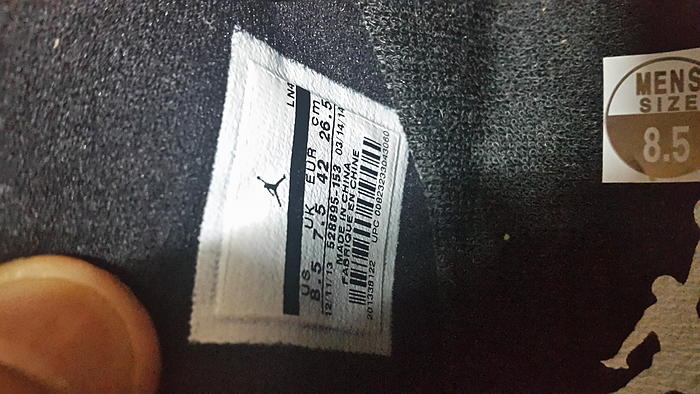 LN4
US UK EUR cm
8.5 7.5 42 26.5
12/11/13 528895-153 03/14/14
MADE IN CHINA
FABRIQUE EN CHINE
201338122 UPC 00823233043060
MENS
SIZE
8.5